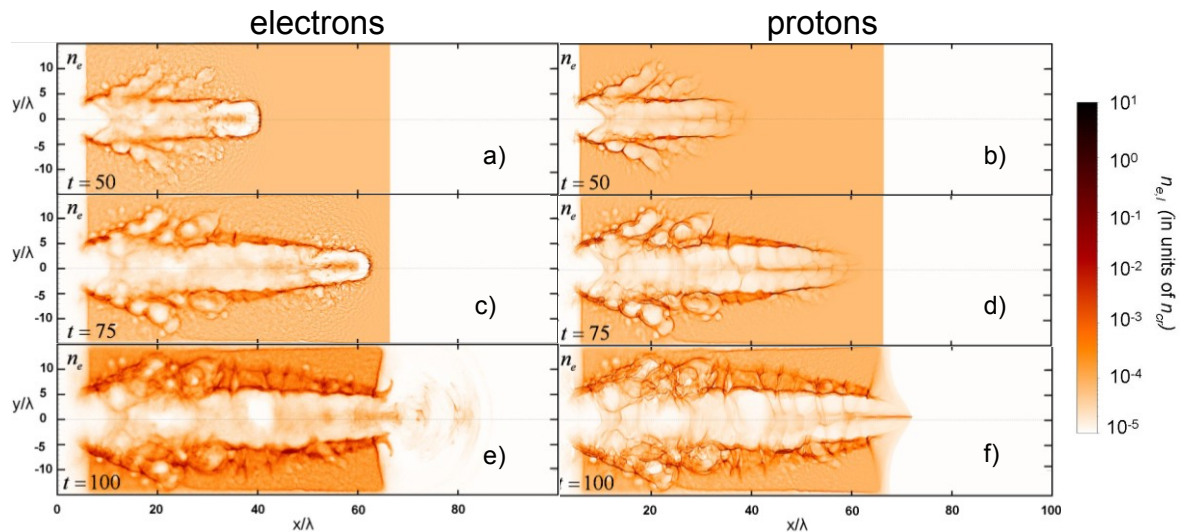 electrons
protons
n_e
10
5
y/λ
0
-5
-10
t = 50
a)
n_e
t = 50
b)
n_e
10
5
y/λ
0
-5
-10
t = 75
c)
n_e
t = 75
d)
n_e
10
5
y/λ
0
-5
-10
t = 100
e)
n_e
t = 100
f)
0 20 40 60 80
x/λ
20 40 60 80 100
x/λ
10^1
10^0
10^-1
10^-2
10^-3
10^-4
10^-5
n_e,I (in units of n_cr)